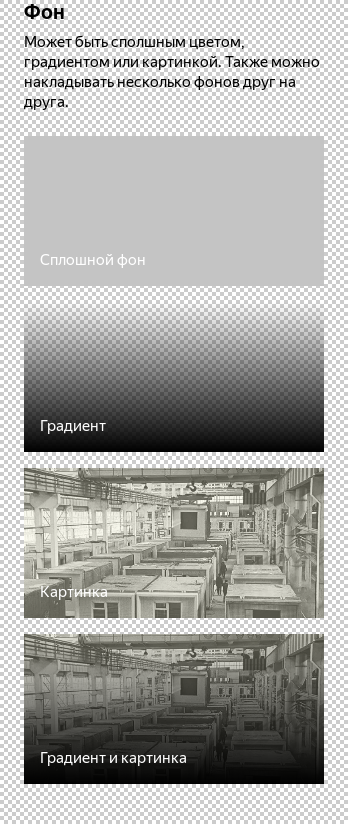 Фон
Может быть сполшным цветом,
градиентом или картинкой. Также можно
накладывать несколько фонов друг на
друга.
Сплошной фон
Градиент
Картинка
Градиент и картинка